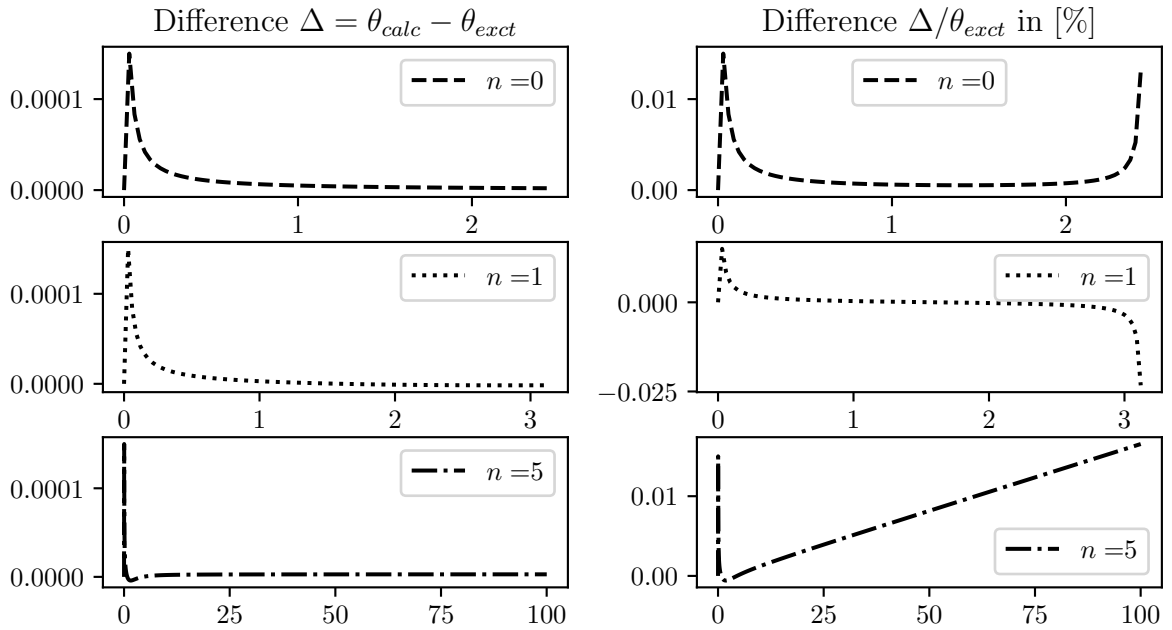 Difference Δ = θcalc − θexct
Difference Δ/θexct in [%]
n =0
0.0001
0.0000
0 1 2
n =0
0.01
0.00
0 1 2
n =1
0.0001
0.0000
0 1 2 3
n =1
0.000
−0.025
0 1 2 3
n =5
0.0001
0.0000
0 25 50 75 100
0.01
n =5
0.00
0 25 50 75 100